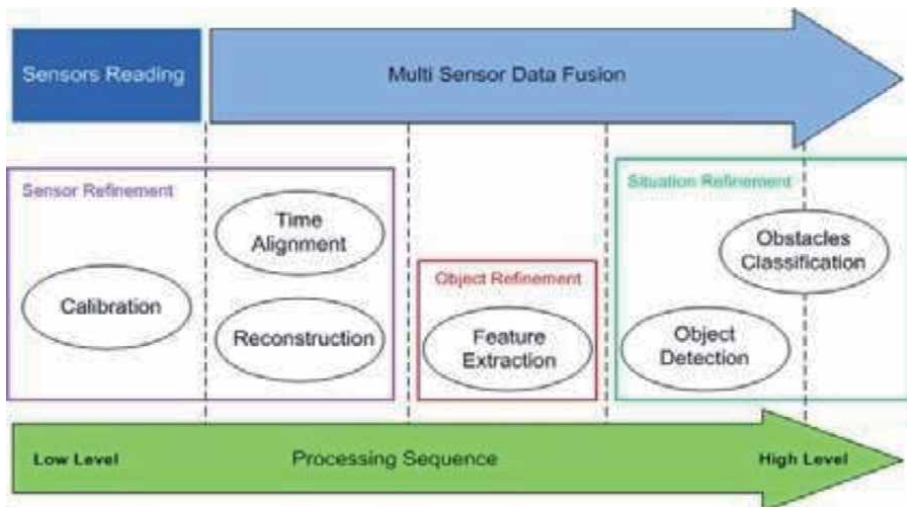 Sensors Reading
Multi Sensor Data Fusion
Sensor Refinement
Time
Alignment
Calibration
Reconstruction
Object Refinement
Feature
Extraction
Situation Refinement
Obstacles
Classification
Object
Detection
Low Level
Processing Sequence
High Level